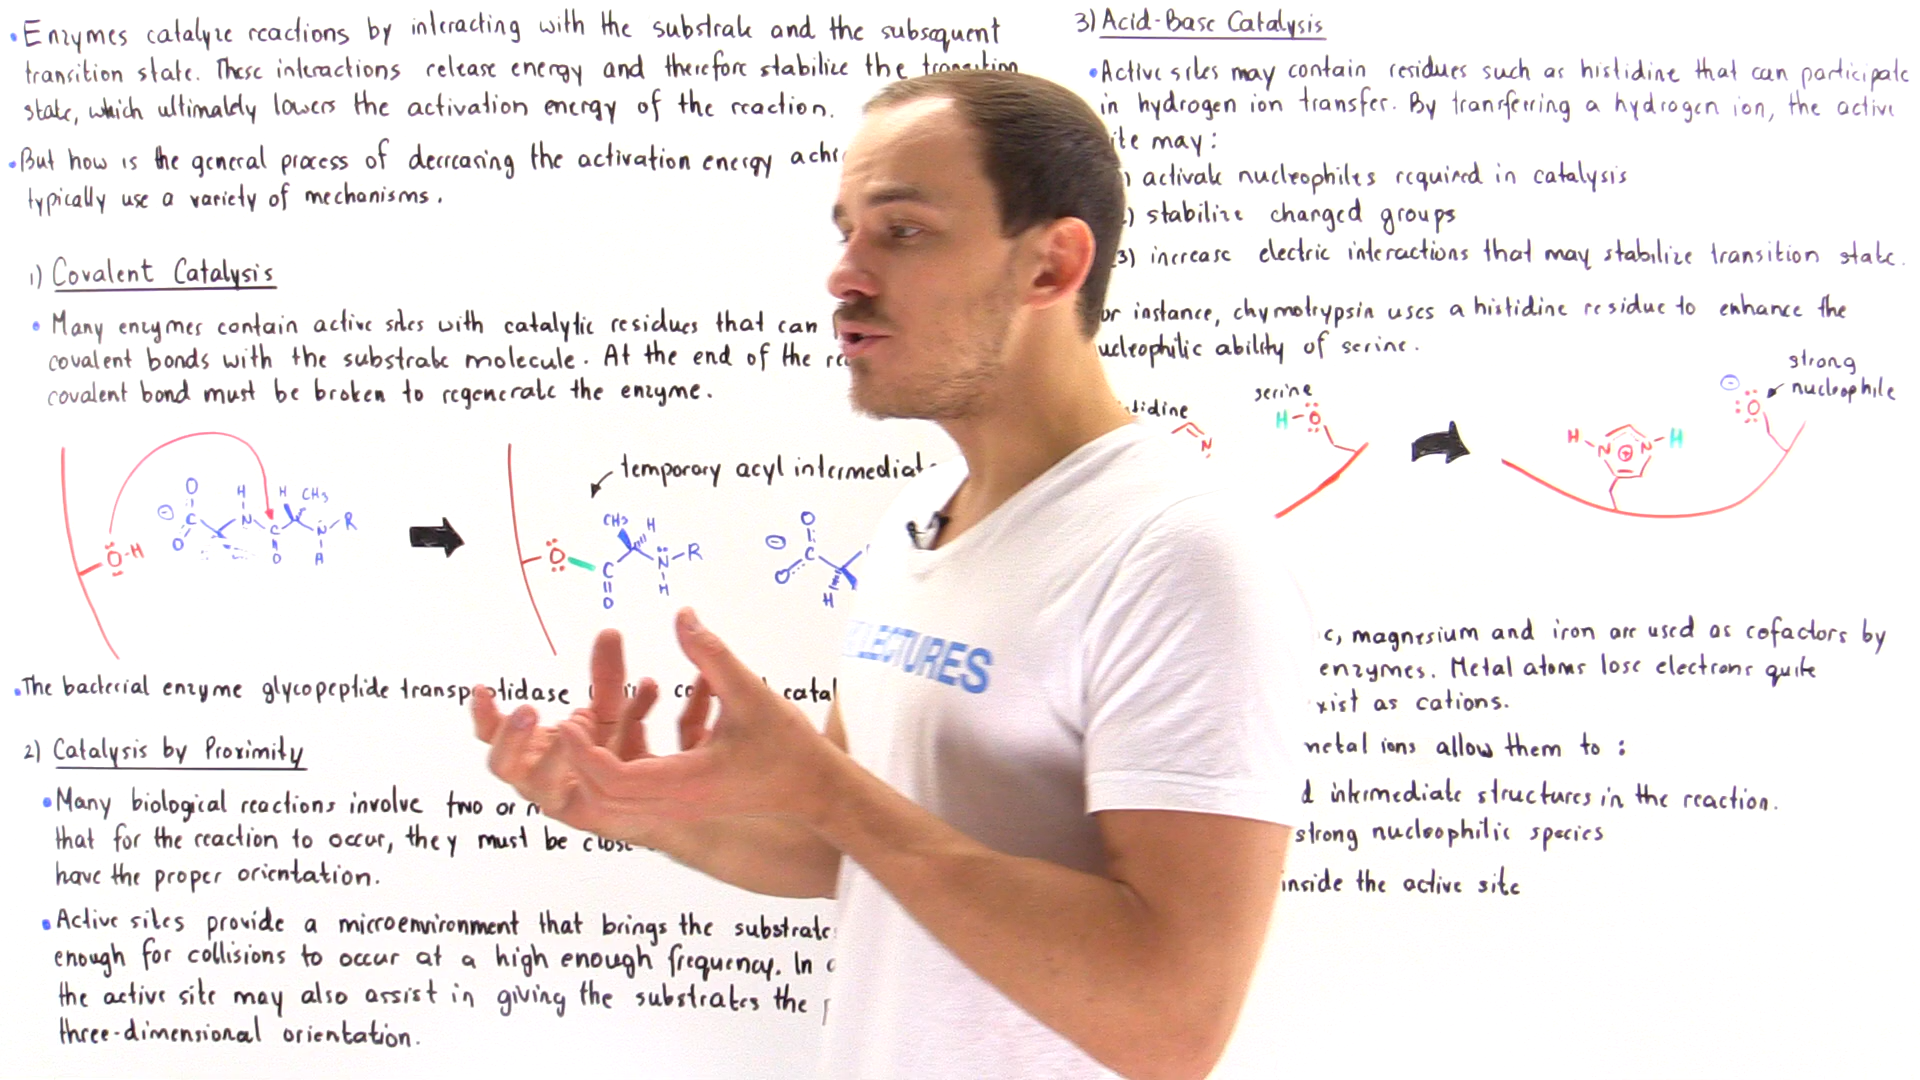 •Enzymes catalyze reactions by interacting with the substrate and the subsequent
transition state. These interactions release energy and therefore stabilize the transition
state, which ultimately lowers the activation energy of the reaction.
•But how is the general process of decreasing the activation energy
typically use a variety of mechanisms.
1) Covalent Catalysis
• Many enzymes contain active sites with catalytic residues that can
covalent bonds with the substrate molecule. At the end of the
covalent bond must be broken to regenerate the enzyme.
⊖ O C O H N H CH3 C O N H R
O-H
temporary acyl intermediate
O C O CH3 H N H R
⊖ O C O H
•The bacterial enzyme glycopeptide transpeptidase
2) Catalysis by Proximity
•Many biological reactions involve two or
that for the reaction to occur, they must be close
have the proper orientation.
•Active sites provide a microenvironment that brings the substrate
enough for collisions to occur at a high enough frequency. In
the active site may also assist in giving the substrates the
three-dimensional orientation.
3) Acid-Base Catalysis
•Active sites may contain residues such as histidine that can participate
in hydrogen ion transfer. By transferring a hydrogen ion, the active
site may:
) activate nucleophiles required in catalysis
) stabilize charged groups
3) increase electric interactions that may stabilize transition state.
or instance, chymotrypsin uses a histidine residue to enhance the
nucleophilic ability of serine.
histidine
N
serine
H-O
H-N ⊕ N-H
⊖ O
strong
nucleophile
c, magnesium and iron are used as cofactors by
enzymes. Metal atoms lose electrons quite
exist as cations.
metal ions allow them to :
d intermediate structures in the reaction.
strong nucleophilic species
inside the active site
LECTURES